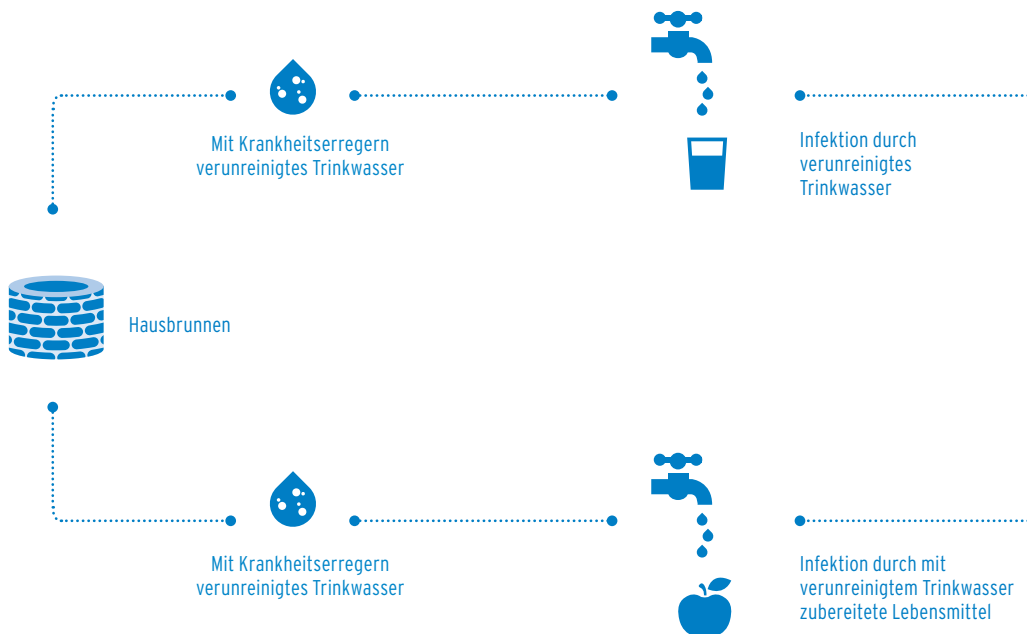 Mit Krankheitserregern
verunreinigtes Trinkwasser
Infektion durch
verunreinigtes
Trinkwasser
Hausbrunnen
Mit Krankheitserregern
verunreinigtes Trinkwasser
Infektion durch mit
verunreinigtem Trinkwasser
zubereitete Lebensmittel